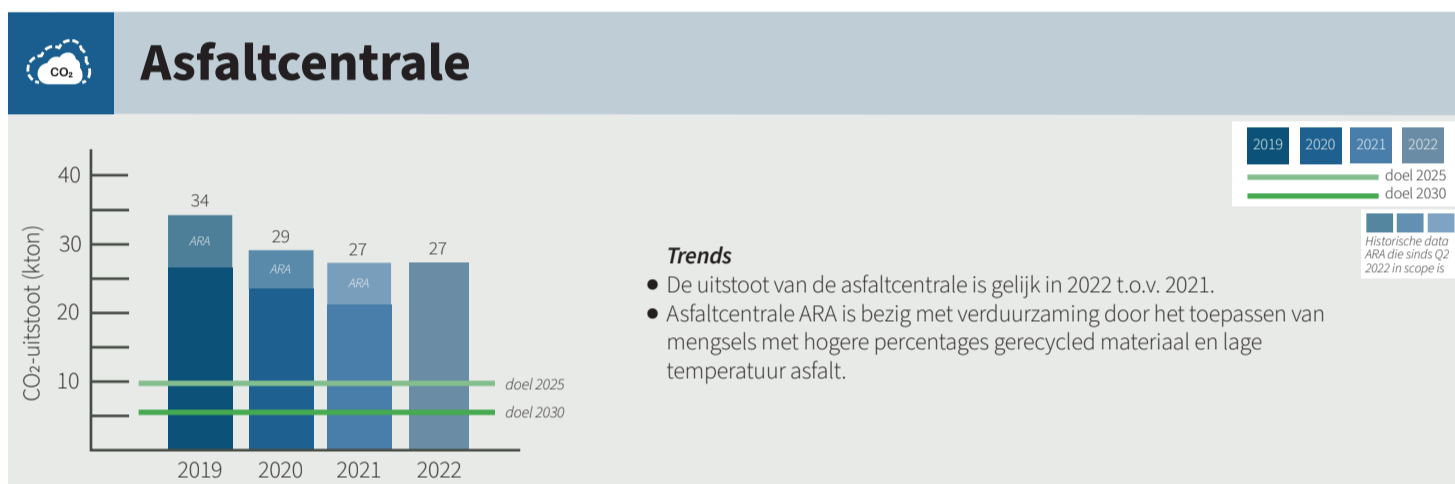 CO₂
Asfaltcentrale
2019 2020 2021 2022
doel 2025
doel 2030
Historische data
ARA die sinds Q2
2022 in scope is
CO₂-uitstoot (kton)
40
30
20
10
34
29
27
27
ARA
ARA
ARA
doel 2025
doel 2030
2019 2020 2021 2022
Trends
● De uitstoot van de asfaltcentrale is gelijk in 2022 t.o.v. 2021.
● Asfaltcentrale ARA is bezig met verduurzaming door het toepassen van
mengsels met hogere percentages gerecycled materiaal en lage
temperatuur asfalt.